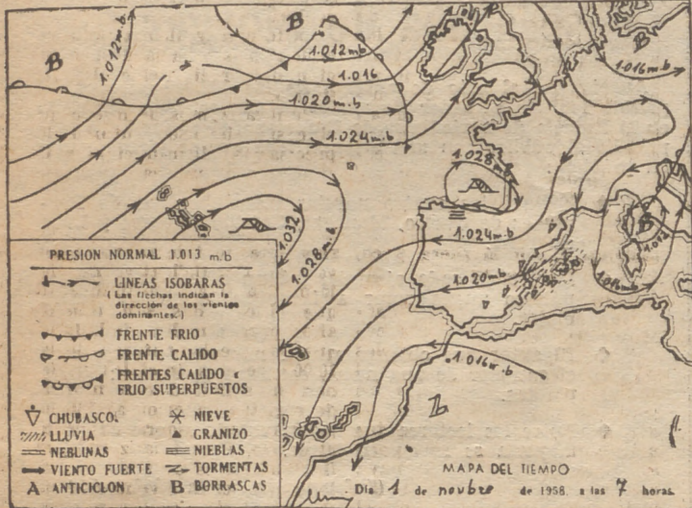 B
B
B
1.012 m.b
1.012 m.b
1.016
1.020 m.b
1.024 m.b
1.016 m.b
1.028 m.b
1.032
1.028 m.b
1.024 m.b
1.020 m.b
1.016 m.b
B
PRESION NORMAL 1.013 m/b
LINEAS ISOBARAS
(Las flechas indican la
dirección de los vientos
dominantes.)
FRENTE FRIO
FRENTE CALIDO
FRENTES CALIDO Y
FRIO SUPERPUESTOS
CHUBASCO.
NIEVE
LLUVIA
GRANIZO
NEBLINAS
NIEBLAS
VIENTO FUERTE
TORMENTAS
A ANTICICLON
B BORRASCAS
MAPA DEL TIEMPO
Día 1 de novbre de 1958. a las 7 horas.